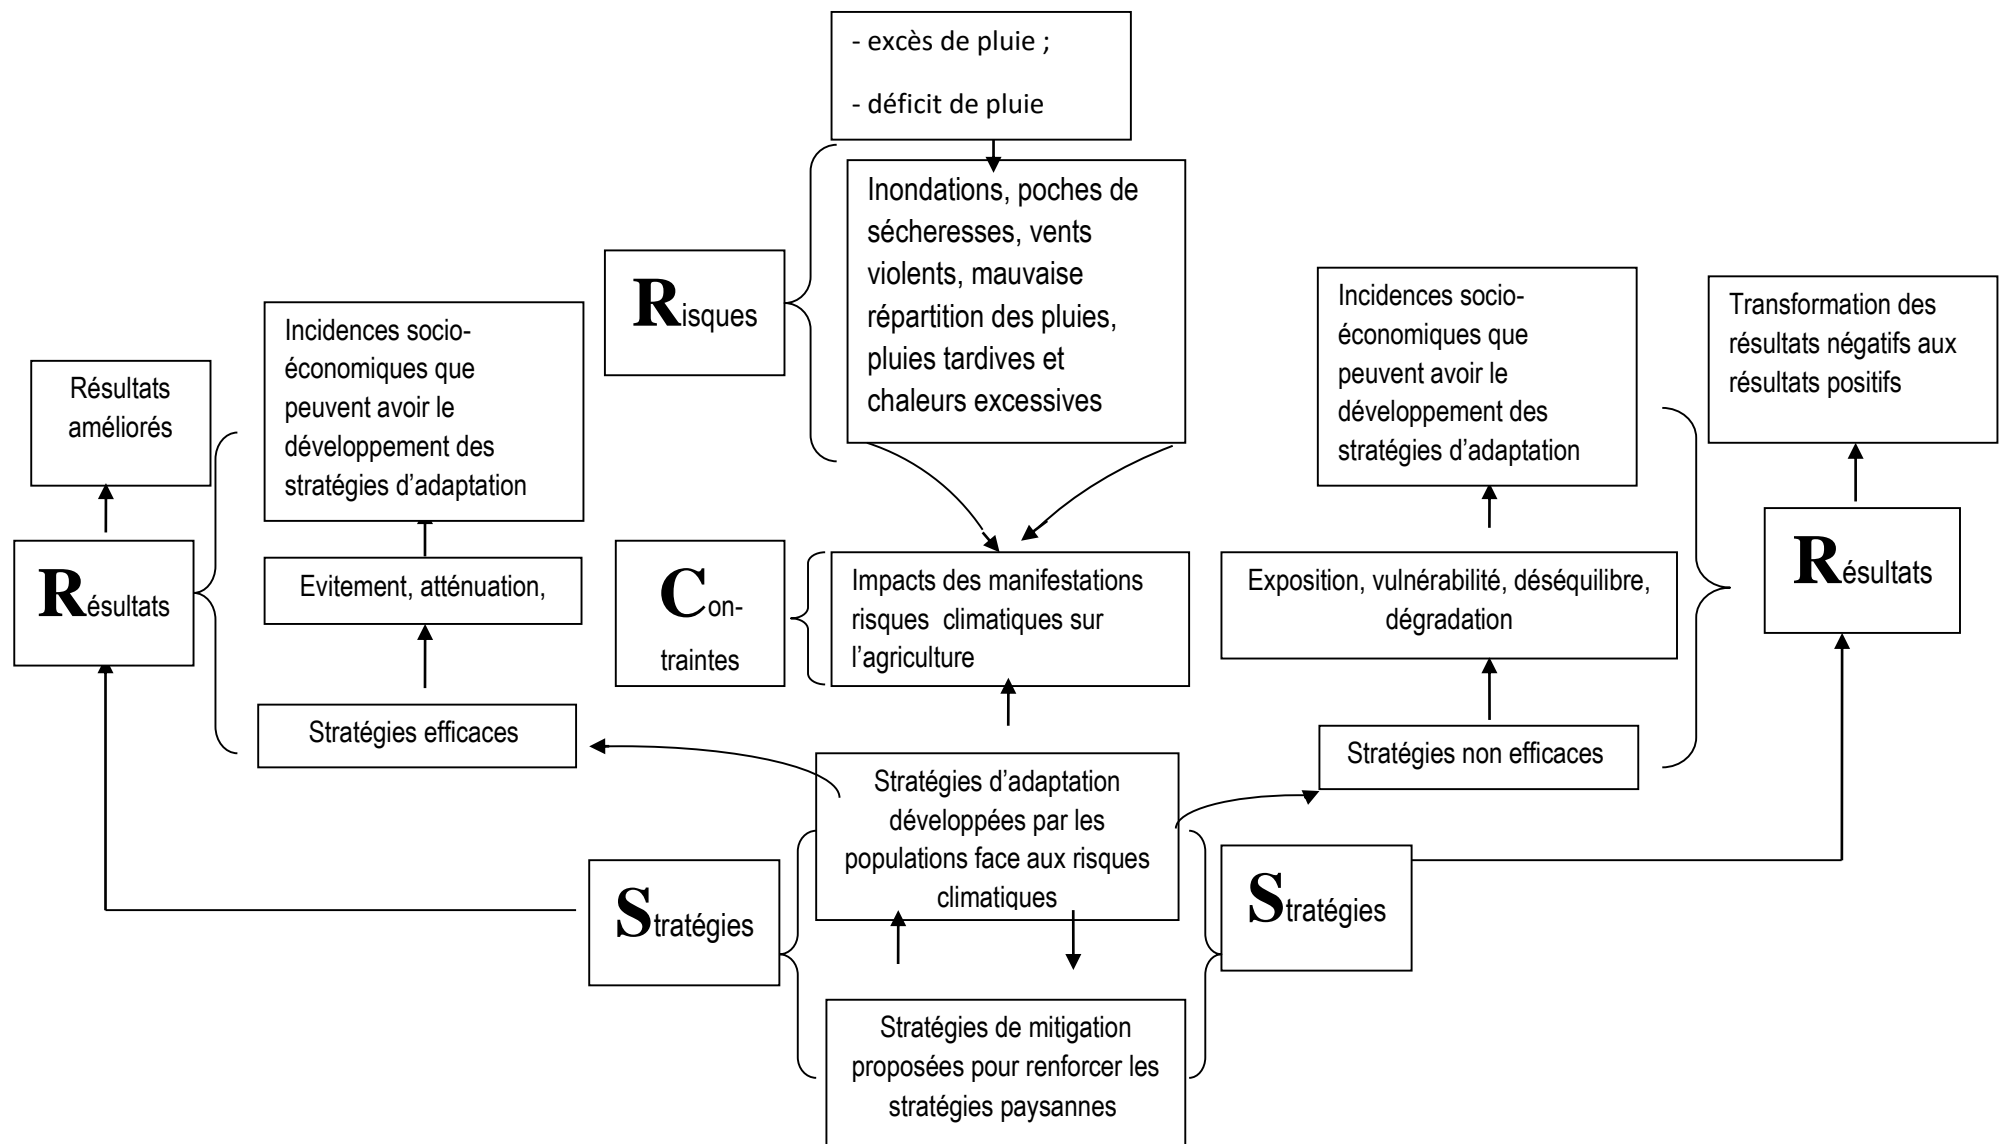 - excès de pluie ;
- déficit de pluie
Inondations, poches de
sécheresses, vents
violents, mauvaise
répartition des pluies,
pluies tardives et
chaleurs excessives
Risques
Incidences socio-
économiques que
peuvent avoir le
développement des
stratégies d’adaptation
Résultats
améliorés
Résultats
Evitement, atténuation,
Stratégies efficaces
Con-
traintes
Impacts des manifestations
risques  climatiques sur
l’agriculture
Incidences socio-
économiques que
peuvent avoir le
développement des
stratégies d’adaptation
Transformation des
résultats négatifs aux
résultats positifs
Exposition, vulnérabilité, déséquilibre,
dégradation
Résultats
Stratégies non efficaces
Stratégies d’adaptation
développées par les
populations face aux risques
climatiques
Stratégies
Stratégies
Stratégies de mitigation
proposées pour renforcer les
stratégies paysannes